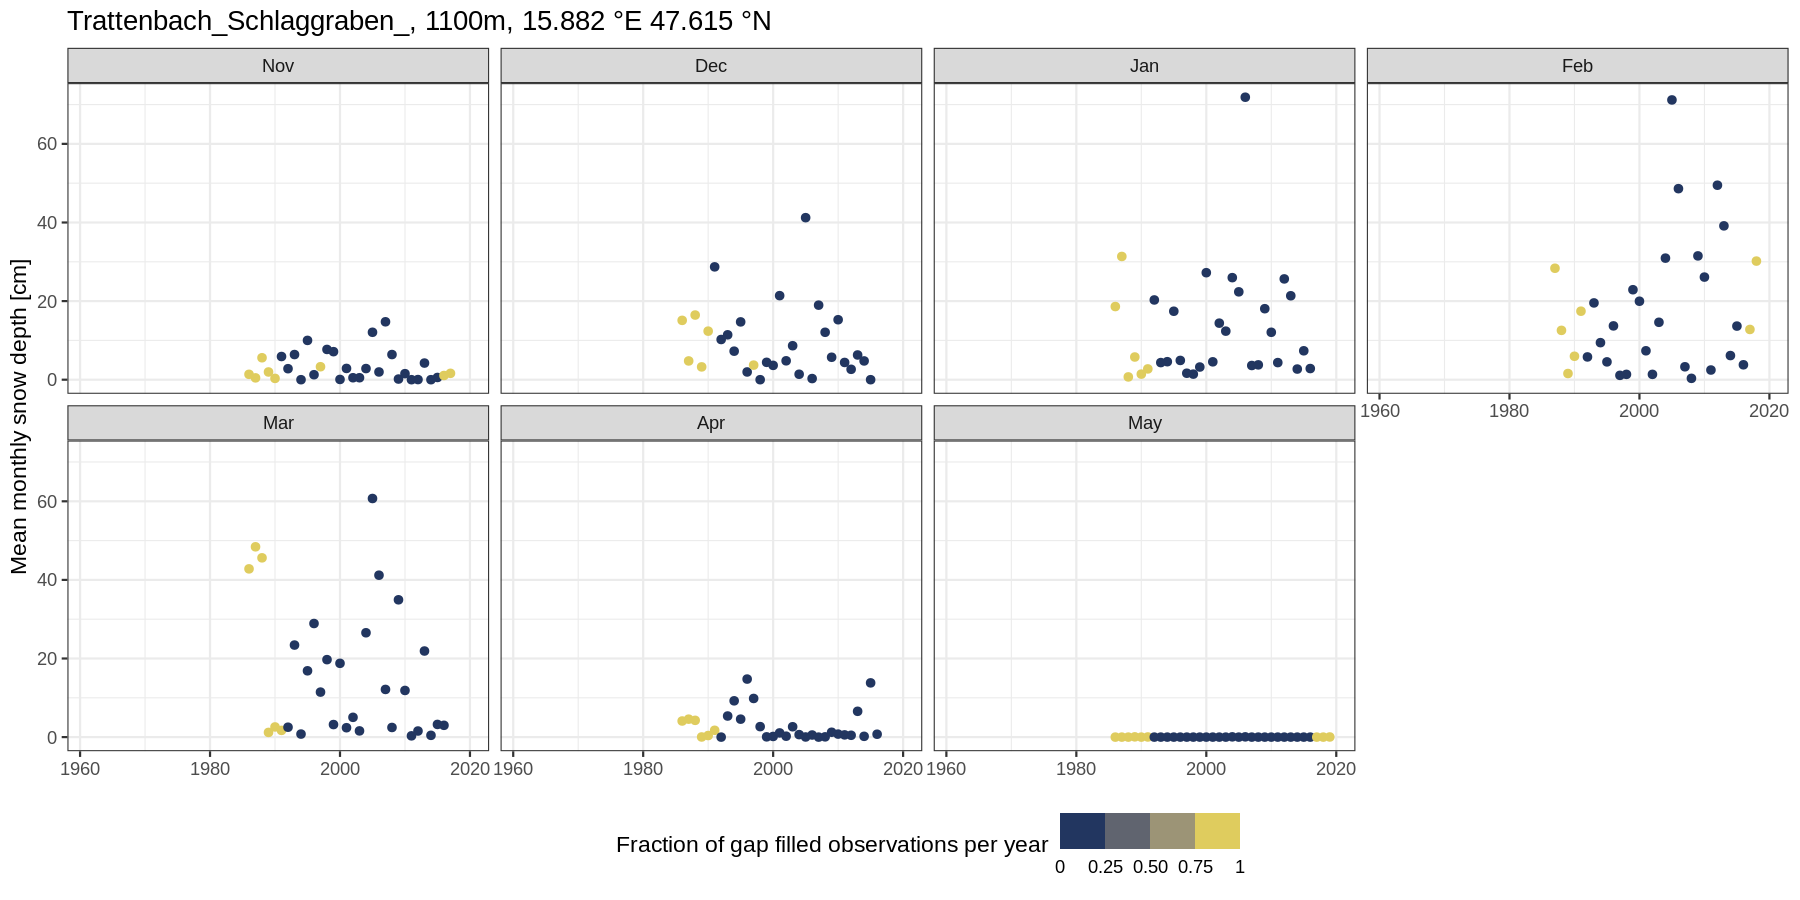 Trattenbach_Schlaggraben_, 1100m, 15.882 °E 47.615 °N
Nov Dec Jan Feb
Mean monthly snow depth [cm]
60
40
20
0
1960 1980 2000 2020
Mar Apr May
60
40
20
0
1960 1980 2000 2020 1960 1980 2000 2020 1960 1980 2000 2020
Fraction of gap filled observations per year
0 0.25 0.50 0.75 1